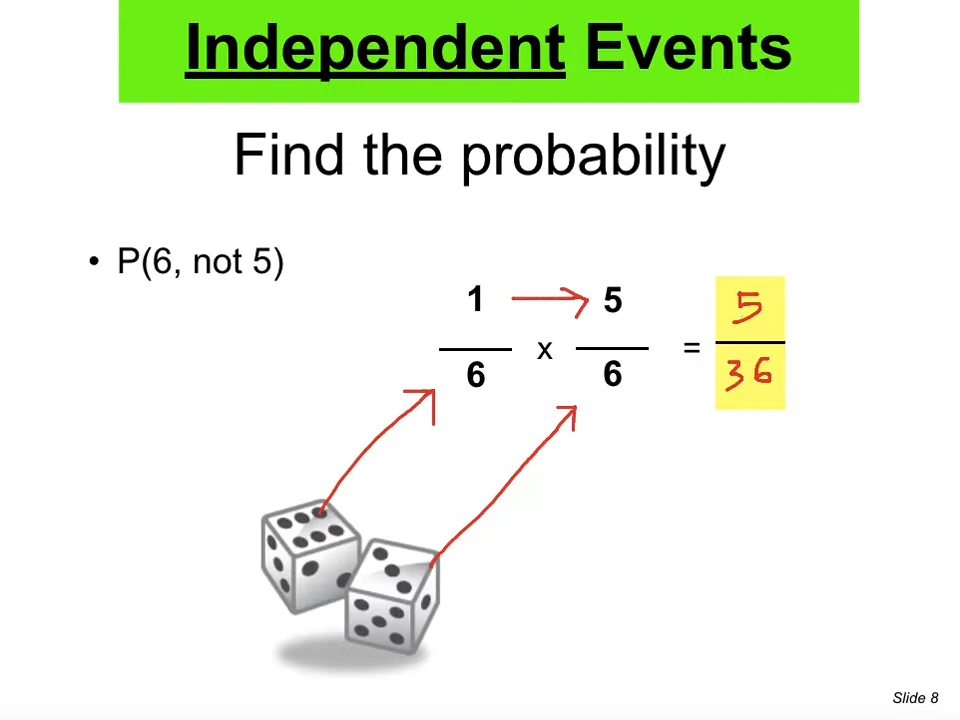 Independent Events
Find the probability
• P(6, not 5)
1 5 5
x =
6 6 36
Slide 8